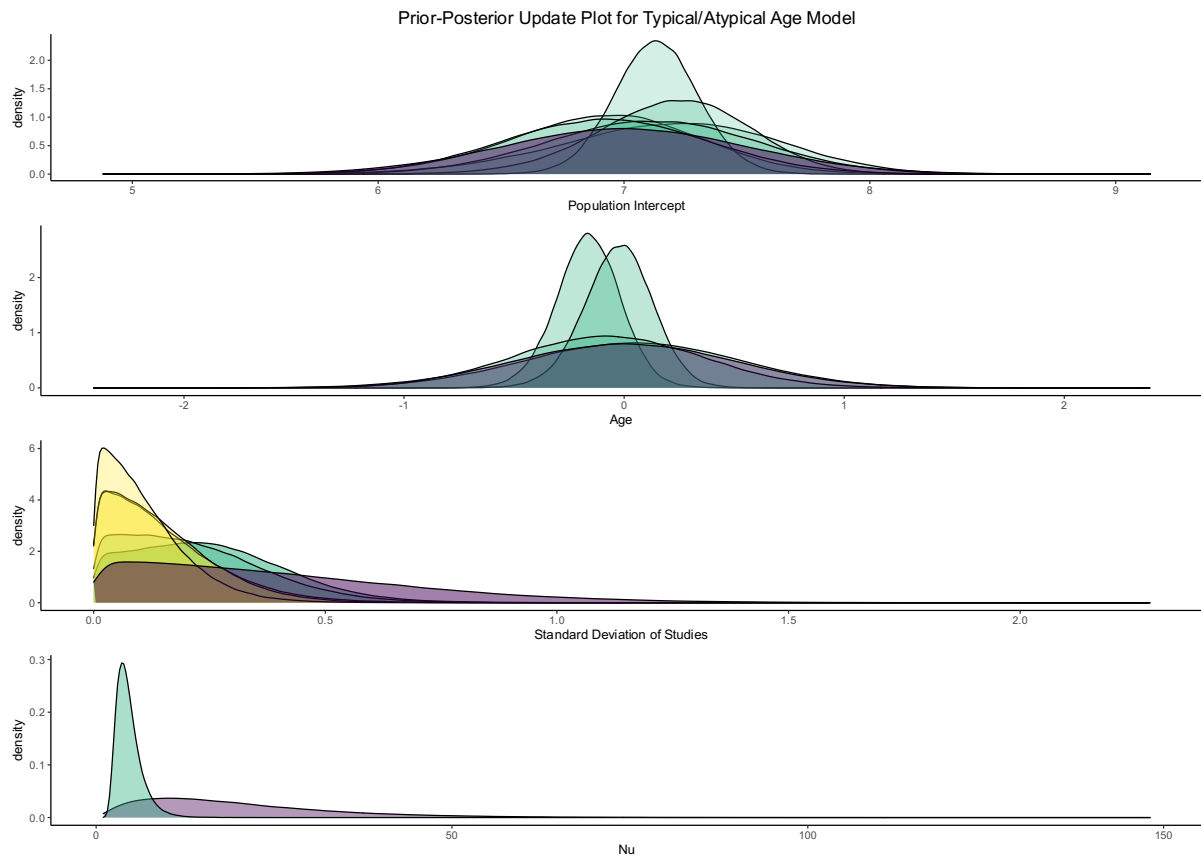 Prior-Posterior Update Plot for Typical/Atypical Age Model
density
2.0
1.5
1.0
0.5
0.0
5 6 7 8 9
Population Intercept
density
2
1
0
-2 -1 0 1 2
Age
density
6
4
2
0
0.0 0.5 1.0 1.5 2.0
Standard Deviation of Studies
density
0.3
0.2
0.1
0.0
0 50 100 150
Nu